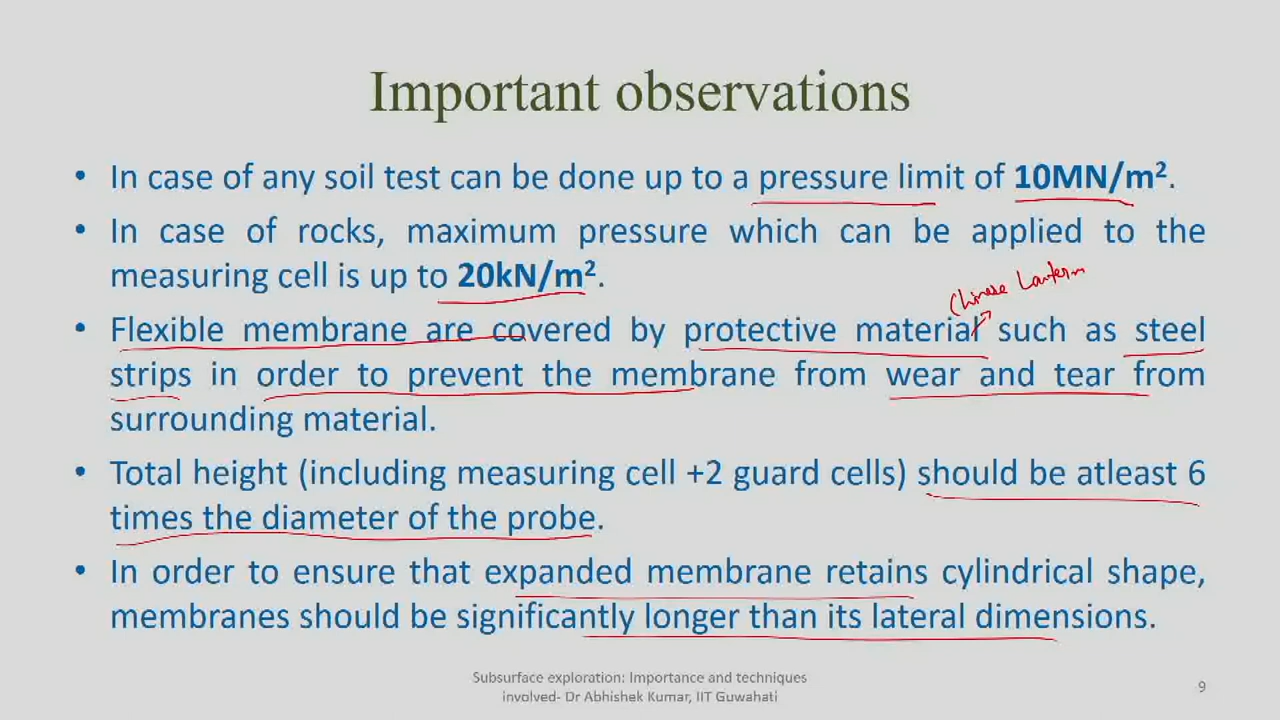 Important observations
• In case of any soil test can be done up to a pressure limit of 10MN/m².
• In case of rocks, maximum pressure which can be applied to the
measuring cell is up to 20kN/m².
Chinese Lantern
• Flexible membrane are covered by protective material such as steel
strips in order to prevent the membrane from wear and tear from
surrounding material.
• Total height (including measuring cell +2 guard cells) should be atleast 6
times the diameter of the probe.
• In order to ensure that expanded membrane retains cylindrical shape,
membranes should be significantly longer than its lateral dimensions.
Subsurface exploration: Importance and techniques
involved- Dr Abhishek Kumar, IIT Guwahati
9